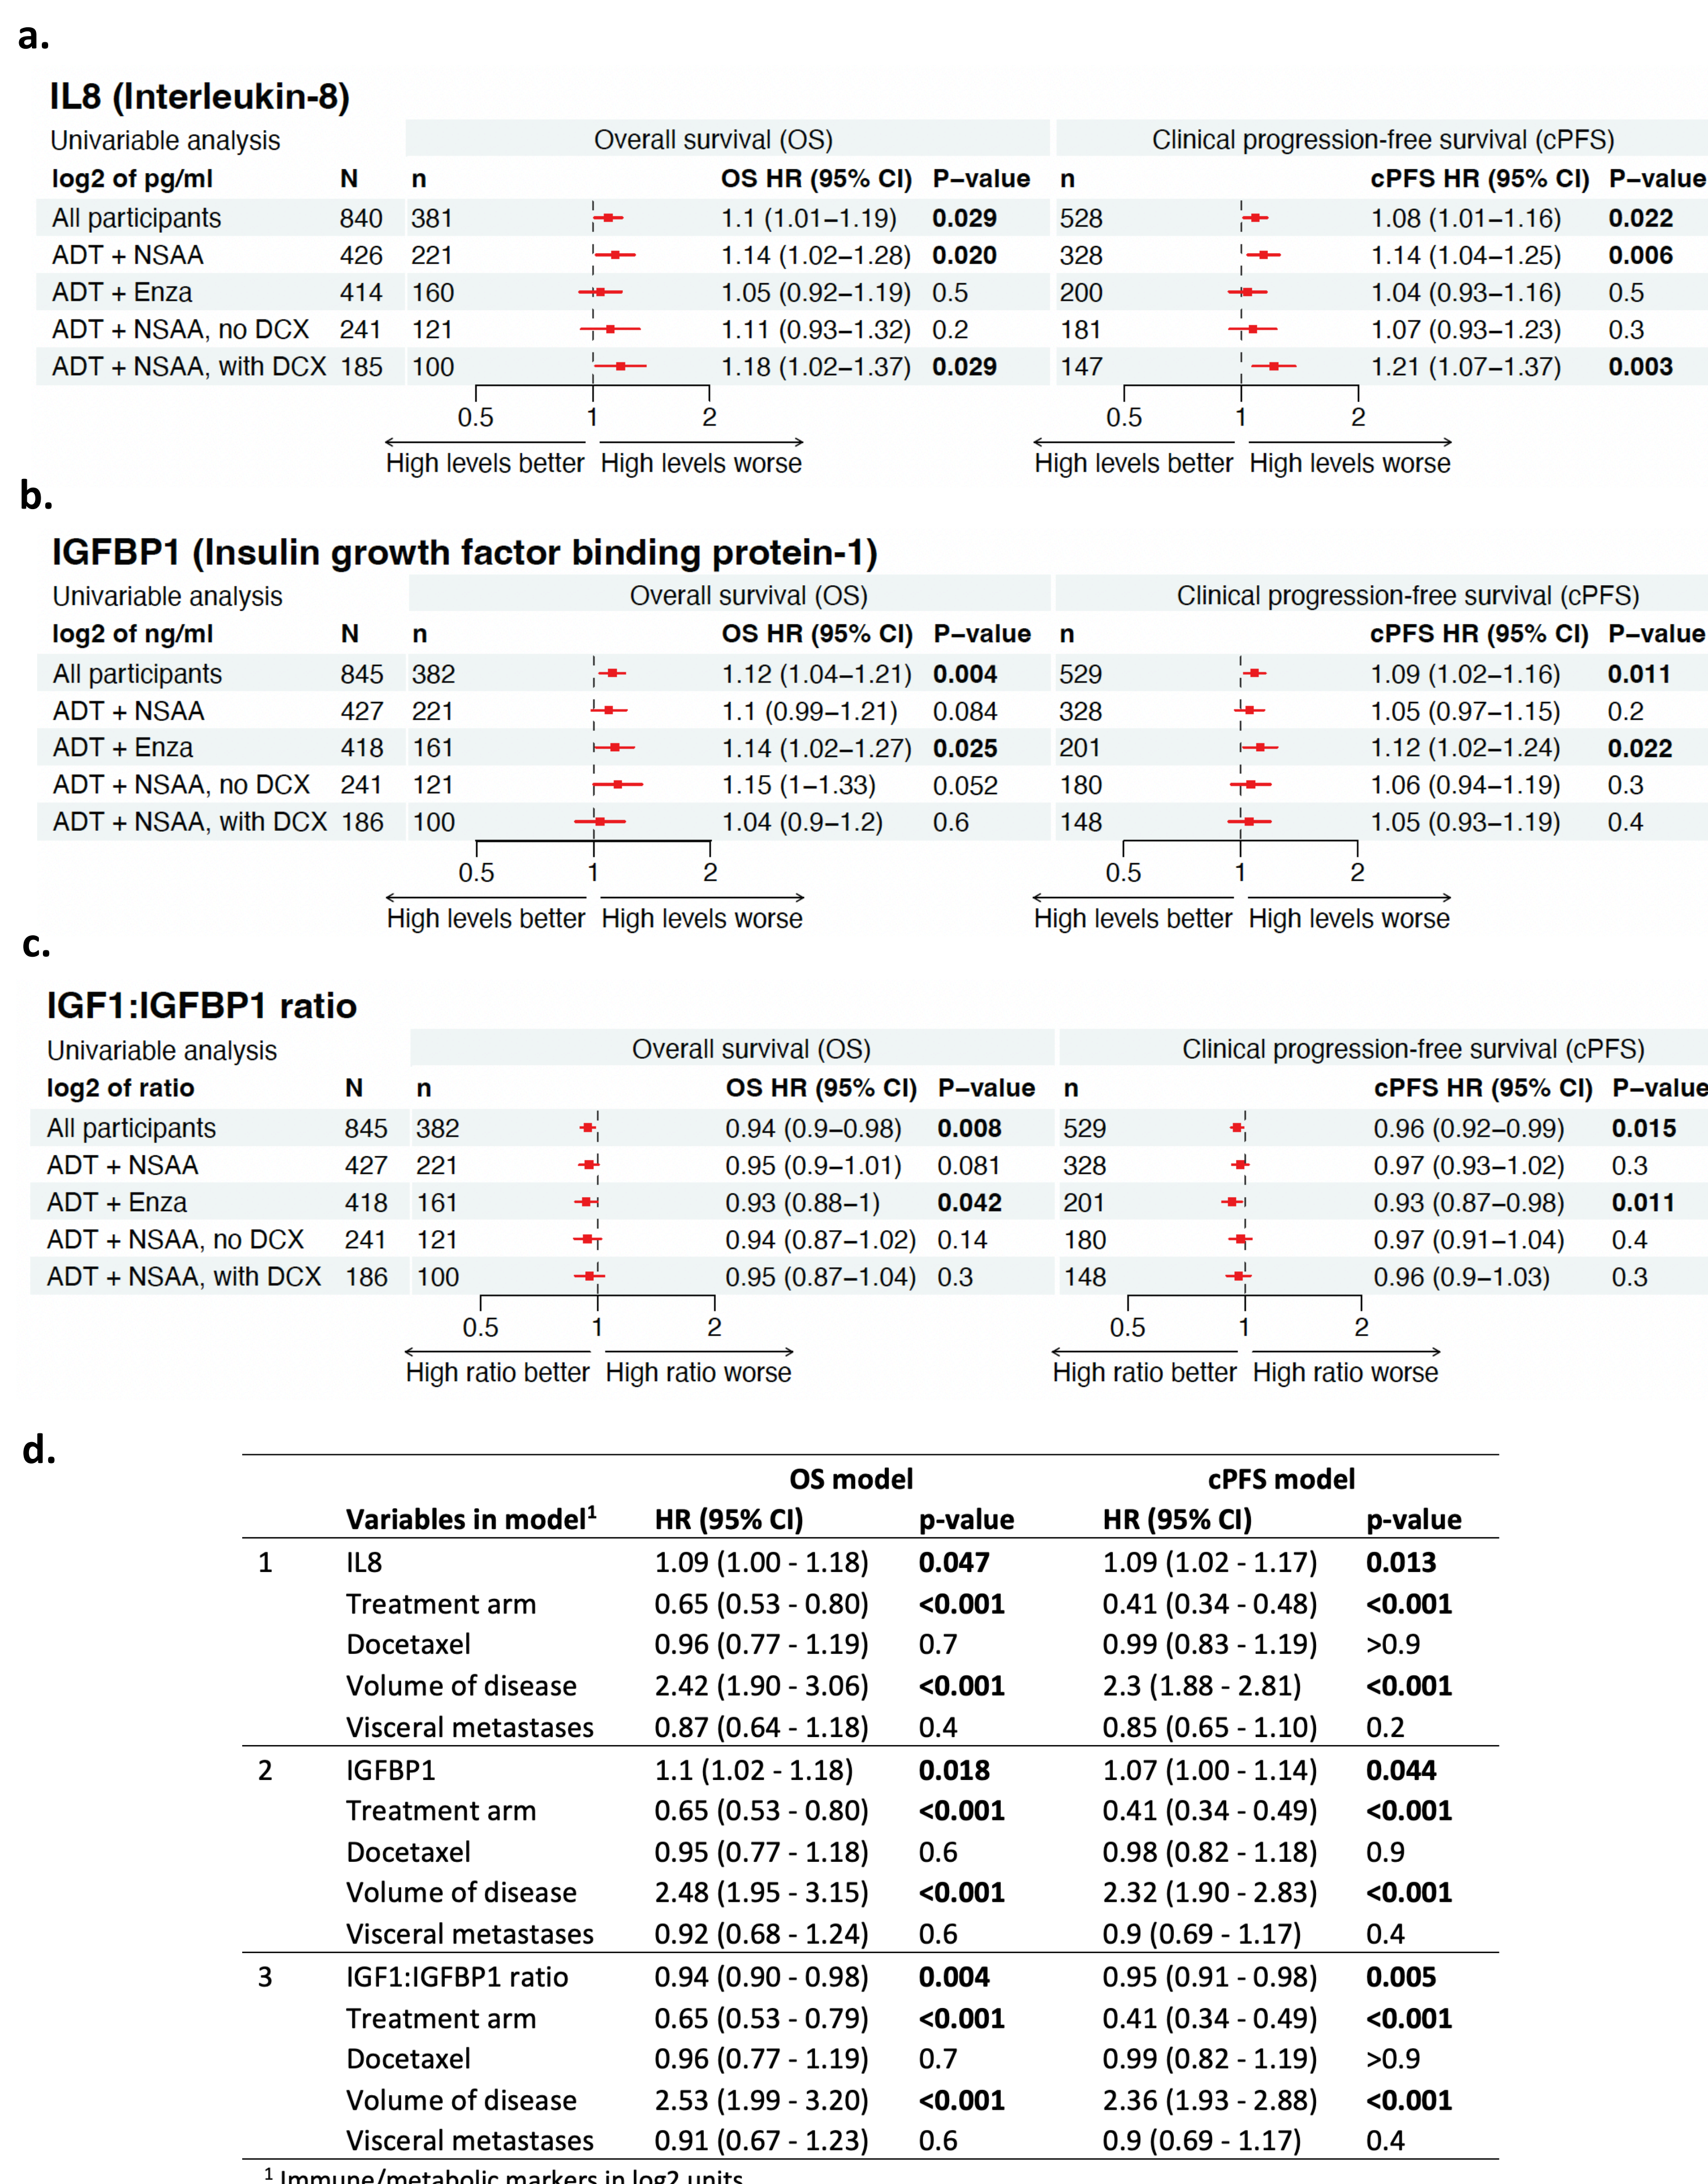 a.
IL8 (Interleukin-8)
Univariable analysis Overall survival (OS) Clinical progression-free survival (cPFS)
log2 of pg/ml N n OS HR (95% CI) P–value n cPFS HR (95% CI) P–value
All participants 840 381 1.1 (1.01–1.19) 0.029 528 1.08 (1.01–1.16) 0.022
ADT + NSAA 426 221 1.14 (1.02–1.28) 0.020 328 1.14 (1.04–1.25) 0.006
ADT + Enza 414 160 1.05 (0.92–1.19) 0.5 200 1.04 (0.93–1.16) 0.5
ADT + NSAA, no DCX 241 121 1.11 (0.93–1.32) 0.2 181 1.07 (0.93–1.23) 0.3
ADT + NSAA, with DCX 185 100 1.18 (1.02–1.37) 0.029 147 1.21 (1.07–1.37) 0.003
0.5 1 2 0.5 1 2
High levels better High levels worse High levels better High levels worse
b.
IGFBP1 (Insulin growth factor binding protein-1)
Univariable analysis Overall survival (OS) Clinical progression-free survival (cPFS)
log2 of ng/ml N n OS HR (95% CI) P–value n cPFS HR (95% CI) P–value
All participants 845 382 1.12 (1.04–1.21) 0.004 529 1.09 (1.02–1.16) 0.011
ADT + NSAA 427 221 1.1 (0.99–1.21) 0.084 328 1.05 (0.97–1.15) 0.2
ADT + Enza 418 161 1.14 (1.02–1.27) 0.025 201 1.12 (1.02–1.24) 0.022
ADT + NSAA, no DCX 241 121 1.15 (1–1.33) 0.052 180 1.06 (0.94–1.19) 0.3
ADT + NSAA, with DCX 186 100 1.04 (0.9–1.2) 0.6 148 1.05 (0.93–1.19) 0.4
0.5 1 2 0.5 1 2
High levels better High levels worse High levels better High levels worse
c.
IGF1:IGFBP1 ratio
Univariable analysis Overall survival (OS) Clinical progression-free survival (cPFS)
log2 of ratio N n OS HR (95% CI) P–value n cPFS HR (95% CI) P–value
All participants 845 382 0.94 (0.9–0.98) 0.008 529 0.96 (0.92–0.99) 0.015
ADT + NSAA 427 221 0.95 (0.9–1.01) 0.081 328 0.97 (0.93–1.02) 0.3
ADT + Enza 418 161 0.93 (0.88–1) 0.042 201 0.93 (0.87–0.98) 0.011
ADT + NSAA, no DCX 241 121 0.94 (0.87–1.02) 0.14 180 0.97 (0.91–1.04) 0.4
ADT + NSAA, with DCX 186 100 0.95 (0.87–1.04) 0.3 148 0.96 (0.9–1.03) 0.3
0.5 1 2 0.5 1 2
High ratio better High ratio worse High ratio better High ratio worse
d.
OS model cPFS model
Variables in model¹ HR (95% CI) p-value HR (95% CI) p-value
1 IL8 1.09 (1.00 - 1.18) 0.047 1.09 (1.02 - 1.17) 0.013
Treatment arm 0.65 (0.53 - 0.80) <0.001 0.41 (0.34 - 0.48) <0.001
Docetaxel 0.96 (0.77 - 1.19) 0.7 0.99 (0.83 - 1.19) >0.9
Volume of disease 2.42 (1.90 - 3.06) <0.001 2.3 (1.88 - 2.81) <0.001
Visceral metastases 0.87 (0.64 - 1.18) 0.4 0.85 (0.65 - 1.10) 0.2
2 IGFBP1 1.1 (1.02 - 1.18) 0.018 1.07 (1.00 - 1.14) 0.044
Treatment arm 0.65 (0.53 - 0.80) <0.001 0.41 (0.34 - 0.49) <0.001
Docetaxel 0.95 (0.77 - 1.18) 0.6 0.98 (0.82 - 1.18) 0.9
Volume of disease 2.48 (1.95 - 3.15) <0.001 2.32 (1.90 - 2.83) <0.001
Visceral metastases 0.92 (0.68 - 1.24) 0.6 0.9 (0.69 - 1.17) 0.4
3 IGF1:IGFBP1 ratio 0.94 (0.90 - 0.98) 0.004 0.95 (0.91 - 0.98) 0.005
Treatment arm 0.65 (0.53 - 0.79) <0.001 0.41 (0.34 - 0.49) <0.001
Docetaxel 0.96 (0.77 - 1.19) 0.7 0.99 (0.82 - 1.19) >0.9
Volume of disease 2.53 (1.99 - 3.20) <0.001 2.36 (1.93 - 2.88) <0.001
Visceral metastases 0.91 (0.67 - 1.23) 0.6 0.9 (0.69 - 1.17) 0.4
¹ Immune/metabolic markers in log2 units